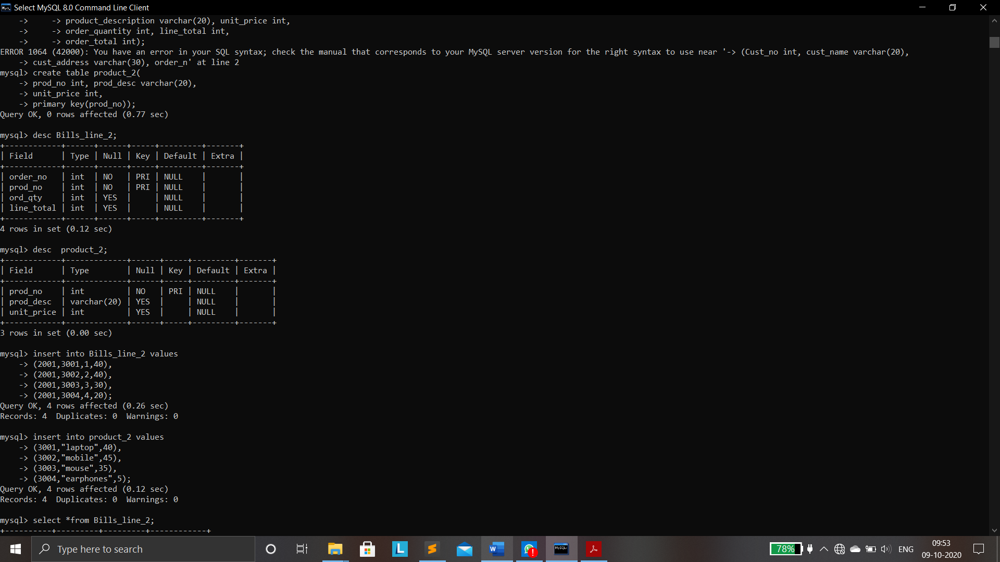 Select MySQL 8.0 Command Line Client
    ->     -> product_description varchar(20), unit_price int,
    ->     -> order_quantity int, line_total int,
    ->     -> order_total int);
ERROR 1064 (42000): You have an error in your SQL syntax; check the manual that corresponds to your MySQL server version for the right syntax to use near '-> (Cust_no int, cust_name varchar(20),
    -> cust_address varchar(30), order_n' at line 2
mysql> create table product_2(
    -> prod_no int, prod_desc varchar(20),
    -> unit_price int,
    -> primary key(prod_no));
Query OK, 0 rows affected (0.77 sec)
mysql> desc Bills_line_2;
+------------+------+------+-----+---------+-------+
| Field      | Type | Null | Key | Default | Extra |
+------------+------+------+-----+---------+-------+
| order_no   | int  | NO   | PRI | NULL    |       |
| prod_no    | int  | NO   | PRI | NULL    |       |
| ord_qty    | int  | YES  |     | NULL    |       |
| line_total | int  | YES  |     | NULL    |       |
+------------+------+------+-----+---------+-------+
4 rows in set (0.12 sec)
mysql> desc  product_2;
+------------+-------------+------+-----+---------+-------+
| Field      | Type        | Null | Key | Default | Extra |
+------------+-------------+------+-----+---------+-------+
| prod_no    | int         | NO   | PRI | NULL    |       |
| prod_desc  | varchar(20) | YES  |     | NULL    |       |
| unit_price | int         | YES  |     | NULL    |       |
+------------+-------------+------+-----+---------+-------+
3 rows in set (0.00 sec)
mysql> insert into Bills_line_2 values
    -> (2001,3001,1,40),
    -> (2001,3002,2,40),
    -> (2001,3003,3,30),
    -> (2001,3004,4,20);
Query OK, 4 rows affected (0.26 sec)
Records: 4  Duplicates: 0  Warnings: 0
mysql> insert into product_2 values
    -> (3001,"laptop",40),
    -> (3002,"mobile",45),
    -> (3003,"mouse",35),
    -> (3004,"earphones",5);
Query OK, 4 rows affected (0.12 sec)
Records: 4  Duplicates: 0  Warnings: 0
mysql> select *from Bills_line_2;
+----------+---------+---------+------------+
Type here to search
L
S
W
MySQL
78%
ENG
09:53
09-10-2020